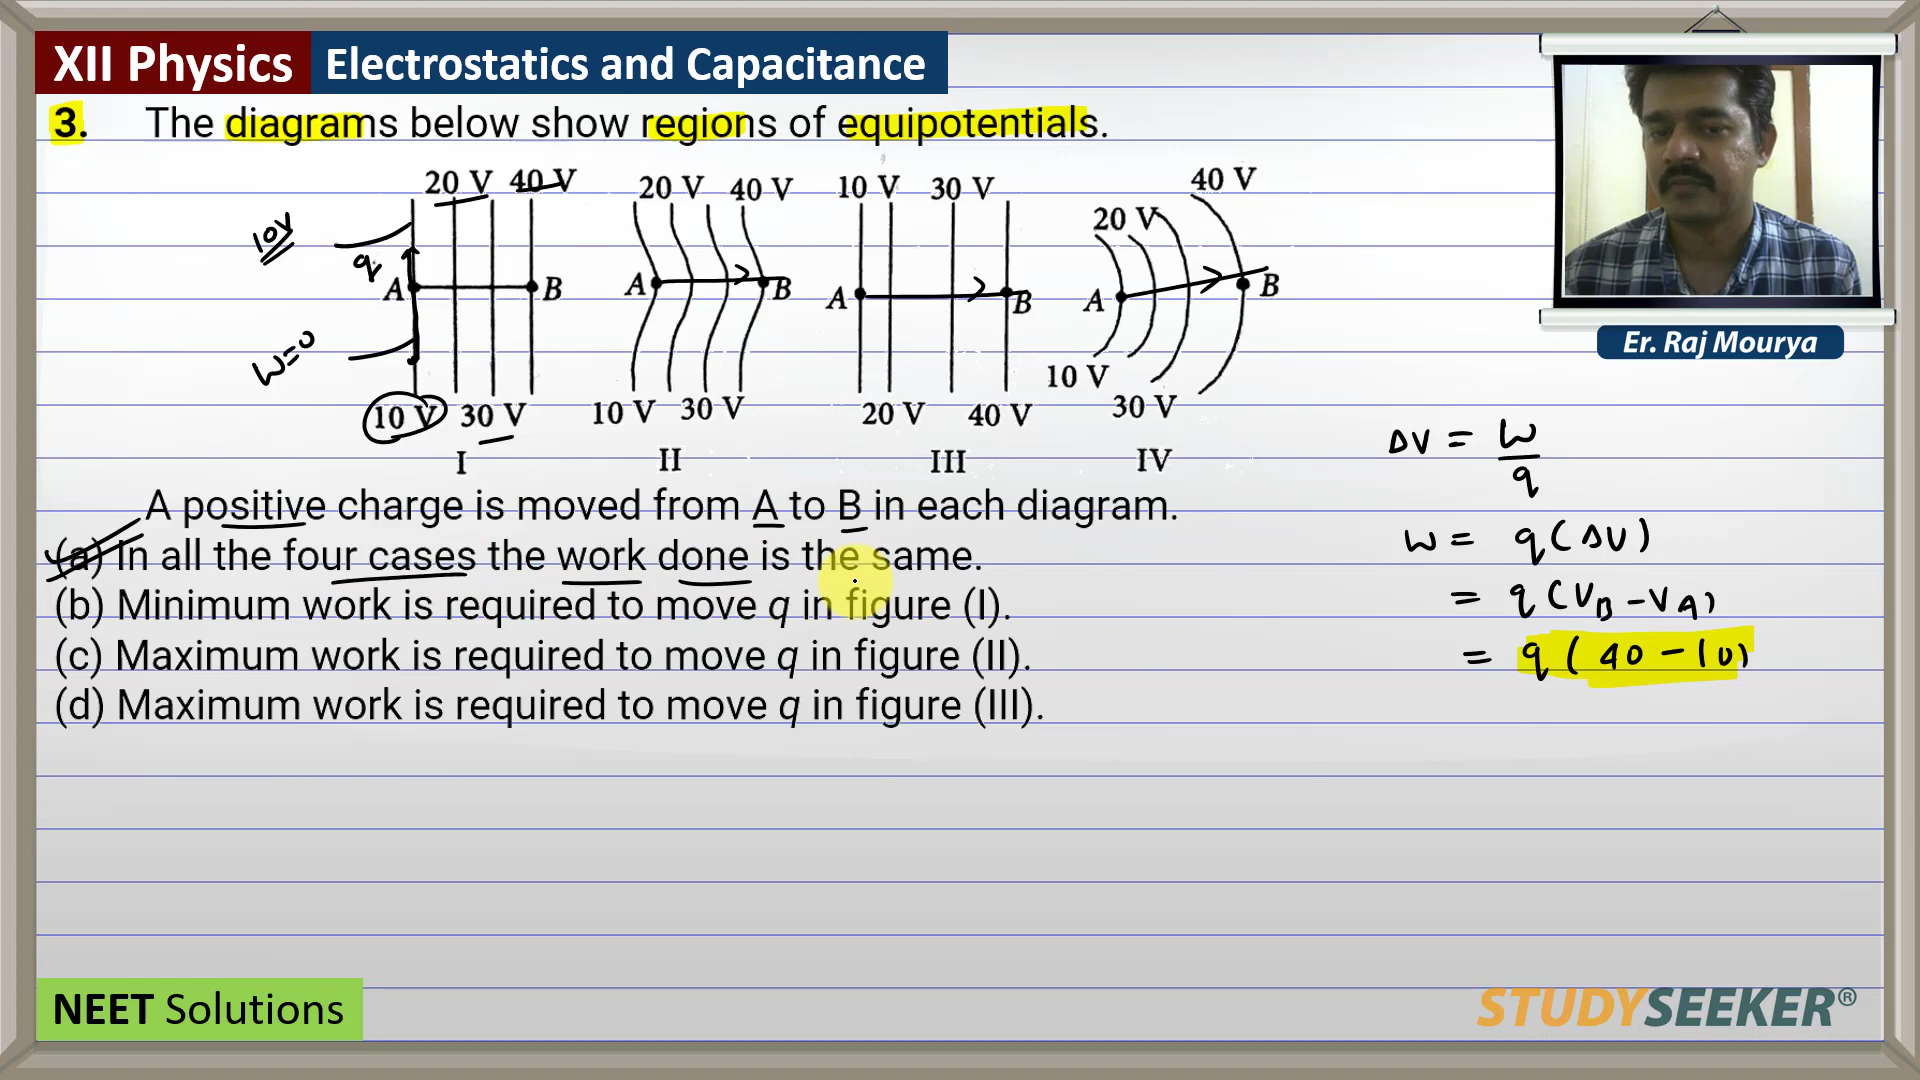 XII Physics Electrostatics and Capacitance
3. The diagrams below show regions of equipotentials.
20 V 40 V 20 V 40 V 10 V 30 V 20 V 40 V
10V
q
A B A B A B A B
W=0
10 V 30 V 10 V 30 V 20 V 40 V 10 V 30 V
I II III IV
Er. Raj Mourya
A positive charge is moved from A to B in each diagram.
(a) In all the four cases the work done is the same.
(b) Minimum work is required to move q in figure (I).
(c) Maximum work is required to move q in figure (II).
(d) Maximum work is required to move q in figure (III).
ΔV = W/q
W = q(ΔV)
= q(VB - VA)
= q(40 - 10)
NEET Solutions
STUDYSEEKER®